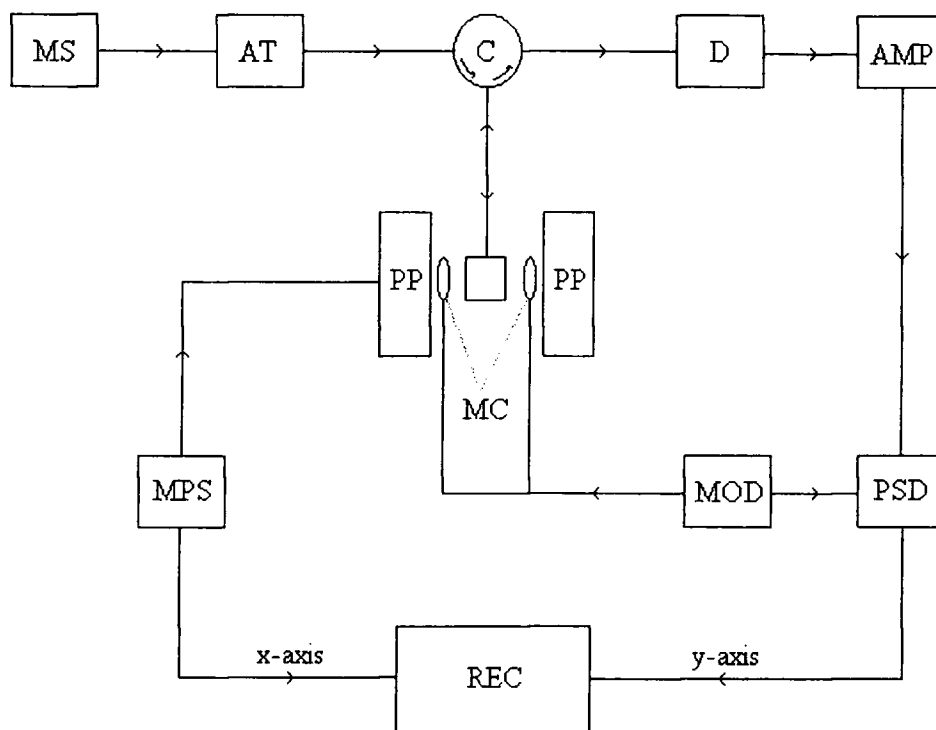 MS
AT
C
D
AMP
PP
PP
MC
MPS
MOD
PSD
x-axis
REC
y-axis